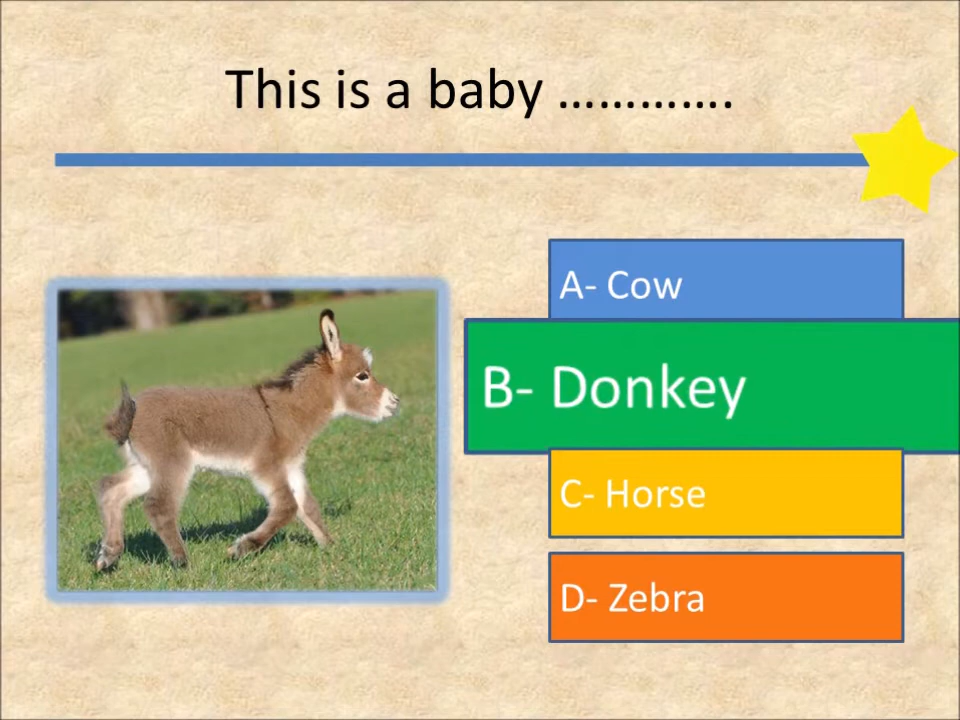 This is a baby ………….
A- Cow
B- Donkey
C- Horse
D- Zebra